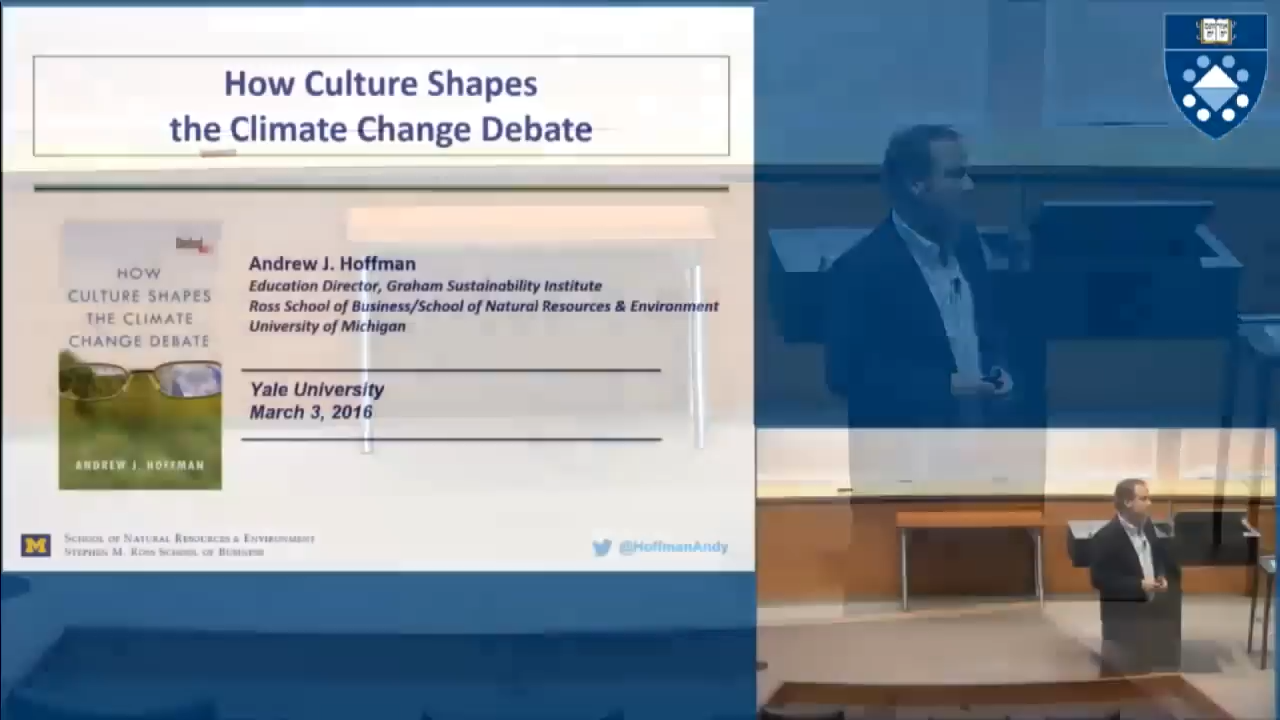 How Culture Shapes
the Climate Change Debate
HOW
CULTURE SHAPES
THE CLIMATE
CHANGE DEBATE
ANDREW J. HOFFMAN
Andrew J. Hoffman
Education Director, Graham Sustainability Institute
Ross School of Business/School of Natural Resources & Environment
University of Michigan
Yale University
March 3, 2016
M
SCHOOL OF NATURAL RESOURCES & ENVIRONMENT
STEPHEN M. ROSS SCHOOL OF BUSINESS
@HoffmanAndy